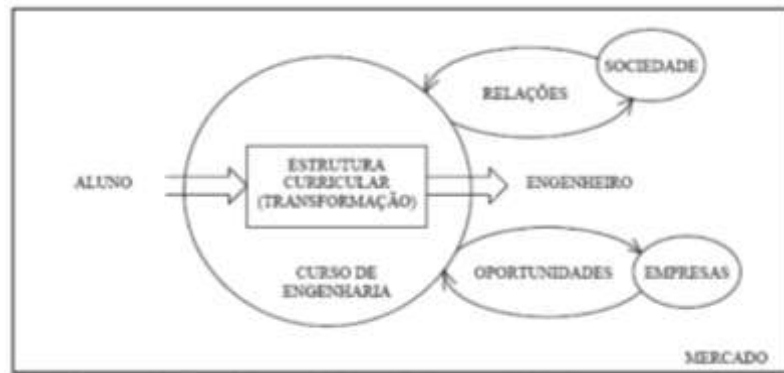 SOCIEDADE
RELAÇÕES
ALUNO
ESTRUTURA
CURRICULAR
(TRANSFORMAÇÃO)
ENGENHEIRO
CURSO DE
ENGENHARIA
OPORTUNIDADES
EMPRESAS
MERCADO